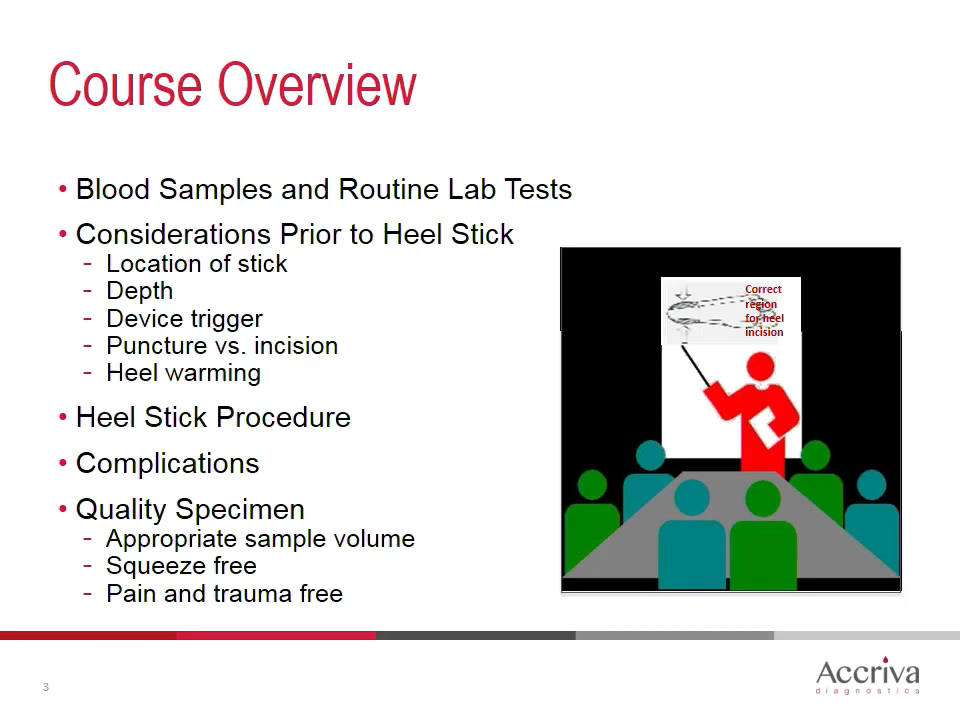 Course Overview
• Blood Samples and Routine Lab Tests
• Considerations Prior to Heel Stick
- Location of stick
- Depth
- Device trigger
- Puncture vs. incision
- Heel warming
• Heel Stick Procedure
• Complications
• Quality Specimen
- Appropriate sample volume
- Squeeze free
- Pain and trauma free
Correct
region
for heel
incision
3
Accriva
diagnostics